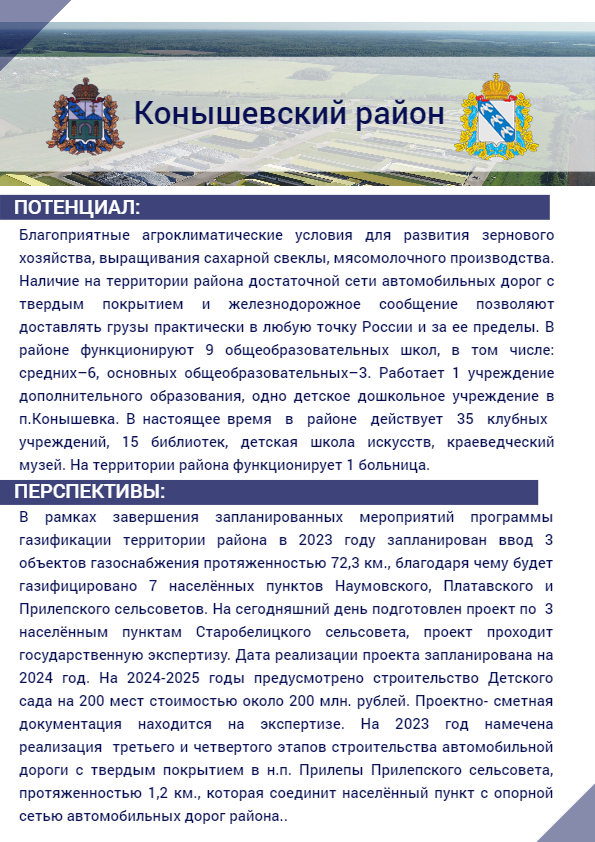 Конышевский район
ПОТЕНЦИАЛ:
Благоприятные агроклиматические условия для развития зернового
хозяйства, выращивания сахарной свеклы, мясомолочного производства.
Наличие на территории района достаточной сети автомобильных дорог с
твердым покрытием и железнодорожное сообщение позволяют
доставлять грузы практически в любую точку России и за ее пределы. В
районе функционируют 9 общеобразовательных школ, в том числе:
средних–6, основных общеобразовательных–3. Работает 1 учреждение
дополнительного образования, одно детское дошкольное учреждение в
п.Конышевка. В настоящее время в районе действует 35 клубных
учреждений, 15 библиотек, детская школа искусств, краеведческий
музей. На территории района функционирует 1 больница.
ПЕРСПЕКТИВЫ:
В рамках завершения запланированных мероприятий программы
газификации территории района в 2023 году запланирован ввод 3
объектов газоснабжения протяженностью 72,3 км., благодаря чему будет
газифицировано 7 населённых пунктов Наумовского, Платавского и
Прилепского сельсоветов. На сегодняшний день подготовлен проект по 3
населённым пунктам Старобелицкого сельсовета, проект проходит
государственную экспертизу. Дата реализации проекта запланирована на
2024 год. На 2024-2025 годы предусмотрено строительство Детского
сада на 200 мест стоимостью около 200 млн. рублей. Проектно- сметная
документация находится на экспертизе. На 2023 год намечена
реализация третьего и четвертого этапов строительства автомобильной
дороги с твердым покрытием в н.п. Прилепы Прилепского сельсовета,
протяженностью 1,2 км., которая соединит населённый пункт с опорной
сетью автомобильных дорог района..